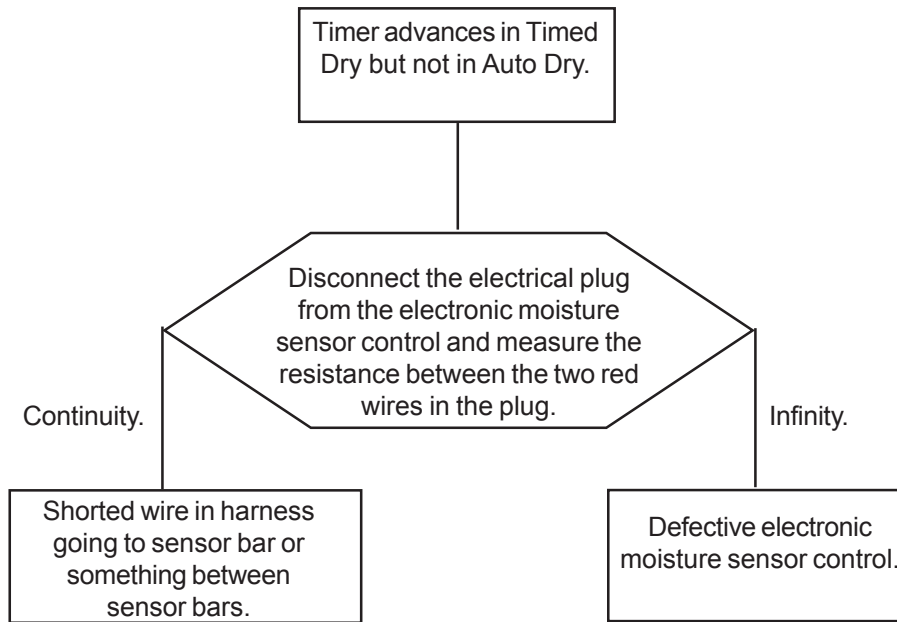 Timer advances in Timed
Dry but not in Auto Dry.
Disconnect the electrical plug
from the electronic moisture
sensor control and measure the
resistance between the two red
wires in the plug.
Continuity.
Infinity.
Shorted wire in harness
going to sensor bar or
something between
sensor bars.
Defective electronic
moisture sensor control.